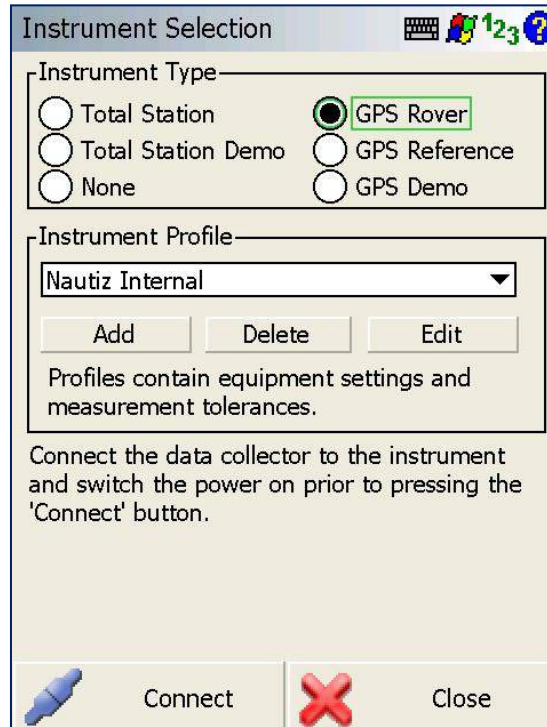 Instrument Selection 123 ?
Instrument Type
Total Station GPS Rover
Total Station Demo GPS Reference
None GPS Demo
Instrument Profile
Nautiz Internal
Add Delete Edit
Profiles contain equipment settings and
measurement tolerances.
Connect the data collector to the instrument
and switch the power on prior to pressing the
'Connect' button.
Connect Close